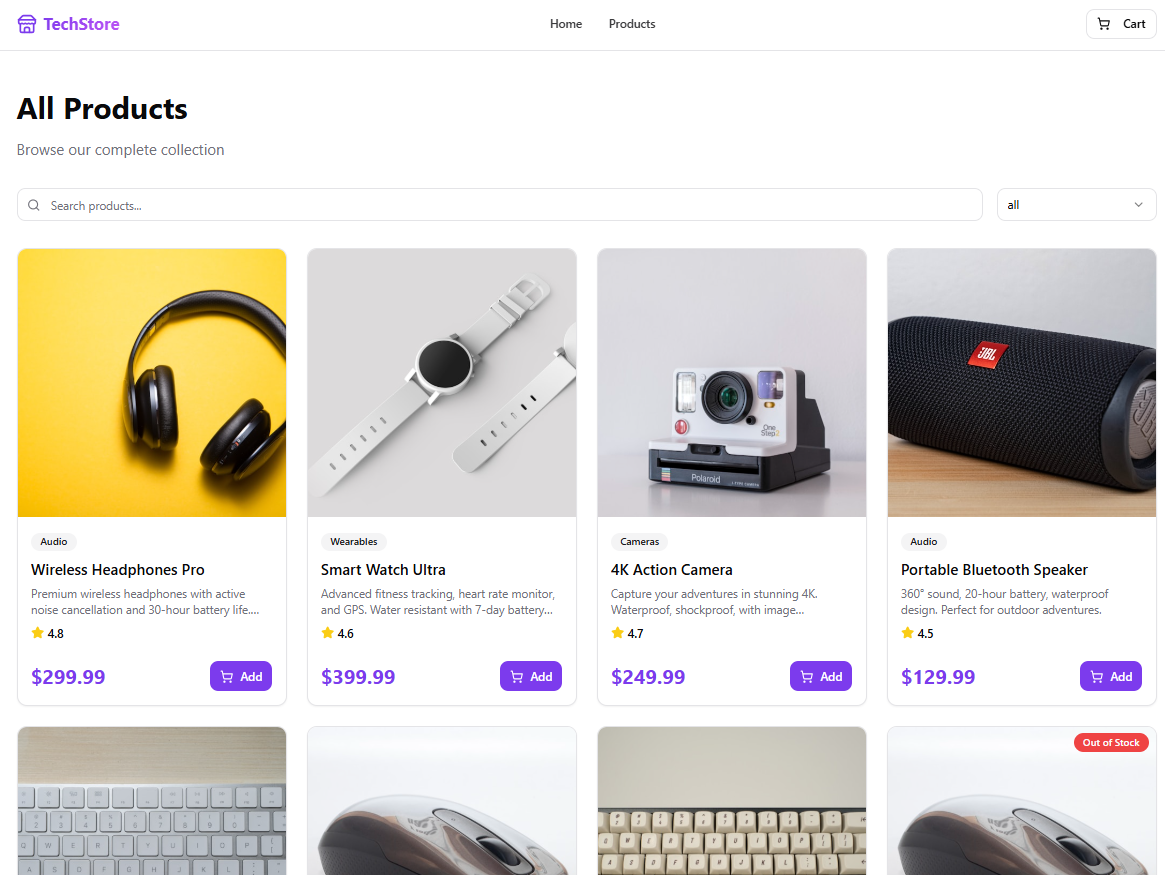 TechStore
Home
Products
Cart
All Products
Browse our complete collection
Search products...
all
JBL
One
Step2
Polaroid
Audio
Wearables
Cameras
Audio
Wireless Headphones Pro
Smart Watch Ultra
4K Action Camera
Portable Bluetooth Speaker
Premium wireless headphones with active
noise cancellation and 30-hour battery life....
Advanced fitness tracking, heart rate monitor,
and GPS. Water resistant with 7-day battery...
Capture your adventures in stunning 4K.
Waterproof, shockproof, with image...
360° sound, 20-hour battery, waterproof
design. Perfect for outdoor adventures.
4.8
4.6
4.7
4.5
$299.99
Add
$399.99
Add
$249.99
Add
$129.99
Add
Out of Stock